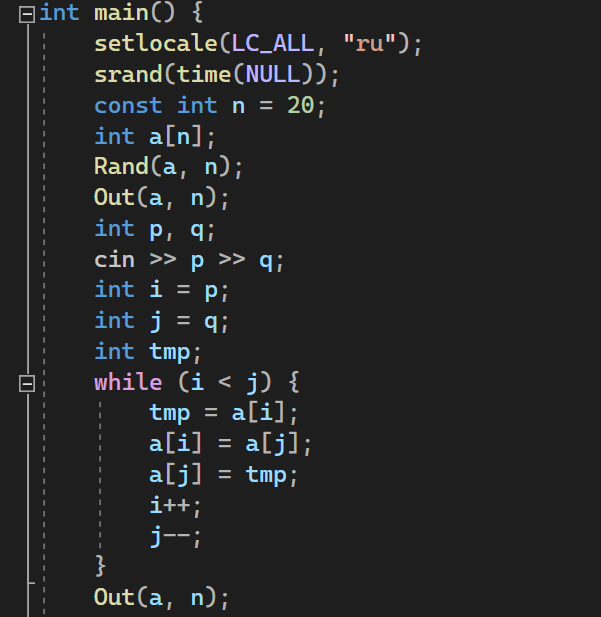 int main() {
    setlocale(LC_ALL, "ru");
    srand(time(NULL));
    const int n = 20;
    int a[n];
    Rand(a, n);
    Out(a, n);
    int p, q;
    cin >> p >> q;
    int i = p;
    int j = q;
    int tmp;
    while (i < j) {
        tmp = a[i];
        a[i] = a[j];
        a[j] = tmp;
        i++;
        j--;
    }
    Out(a, n);